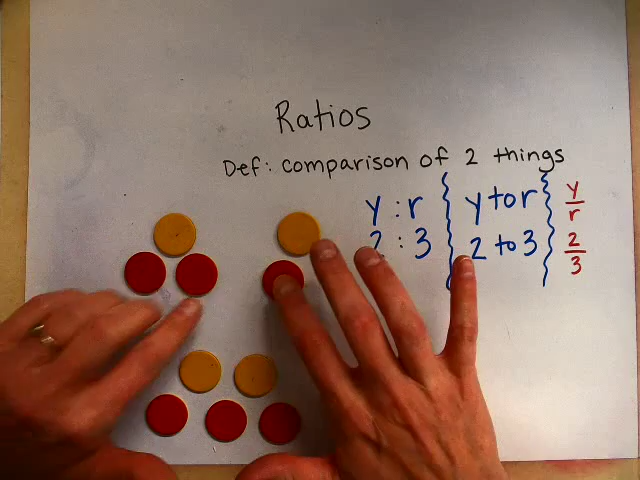 Ratios
Def: comparison of 2 things
y : r y to r y/r
2 : 3 2 to 3 2/3